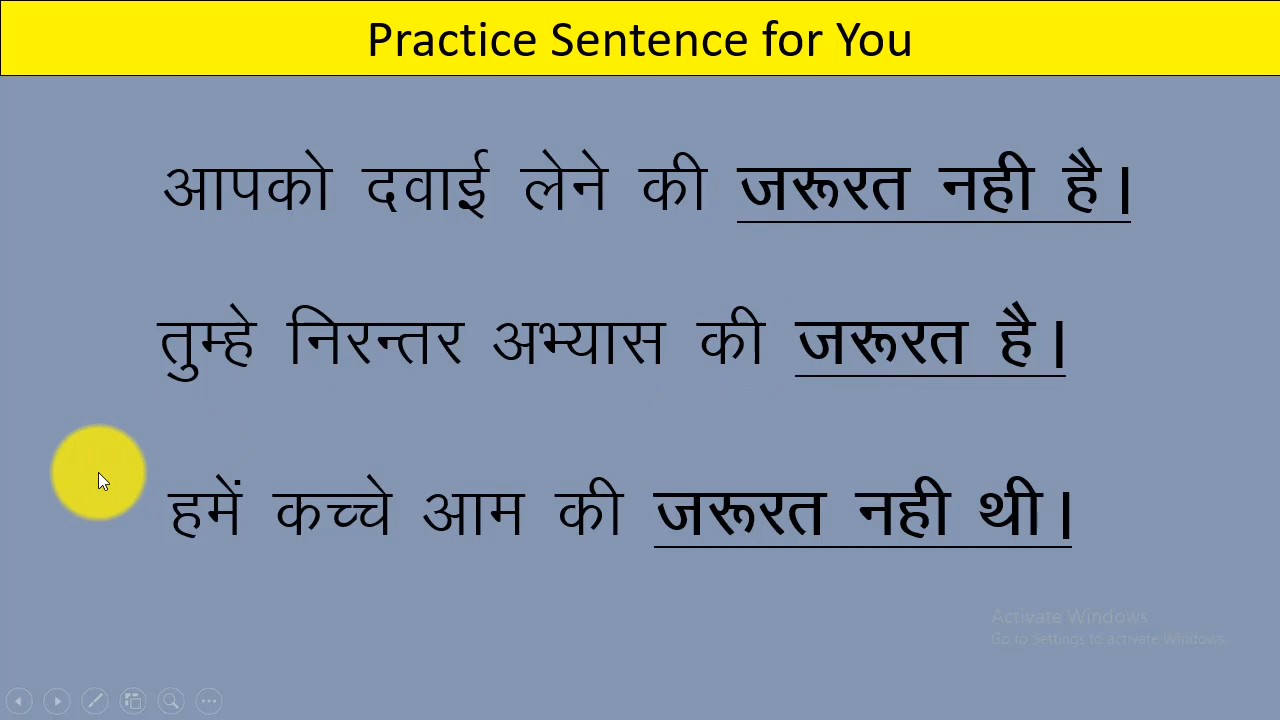 Practice Sentence for You
आपको दवाई लेने की जरूरत नही है।
तुम्हे निरन्तर अभ्यास की जरूरत है।
हमें कच्चे आम की जरूरत नही थी।
Activate Windows
Go to Settings to activate Windows.